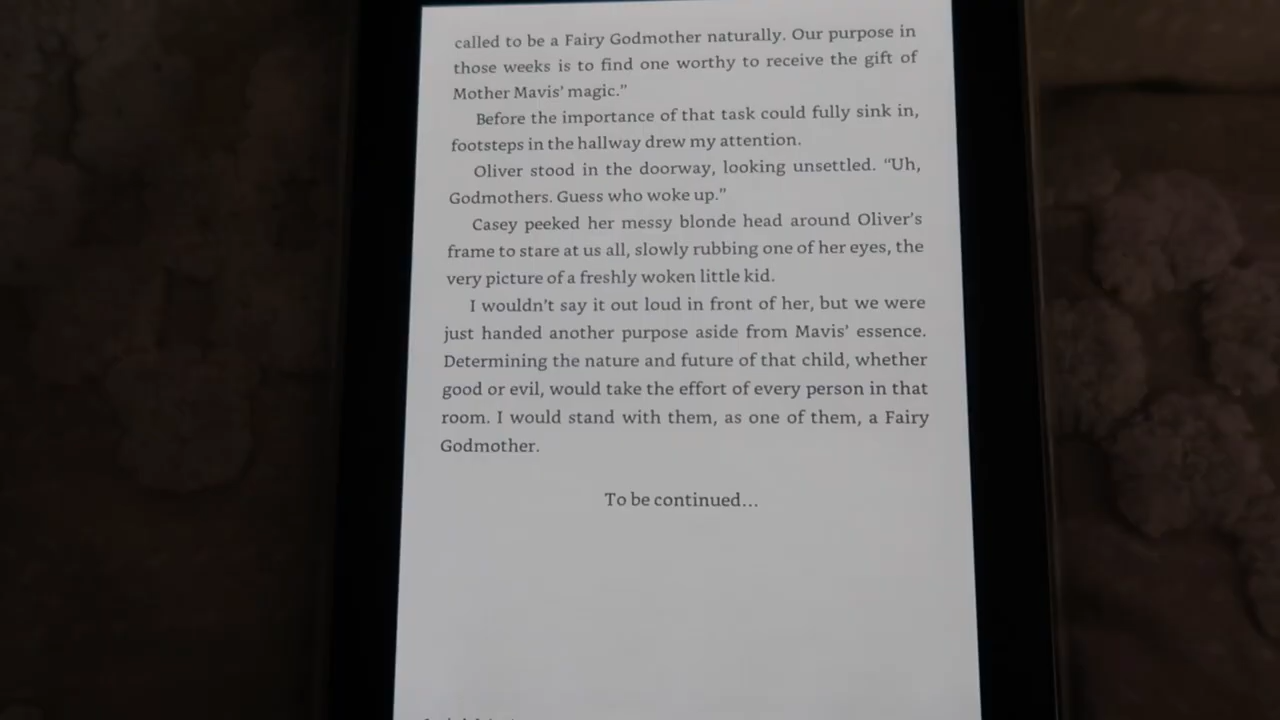 called to be a Fairy Godmother naturally. Our purpose in
those weeks is to find one worthy to receive the gift of
Mother Mavis’ magic.”
Before the importance of that task could fully sink in,
footsteps in the hallway drew my attention.
Oliver stood in the doorway, looking unsettled. “Uh,
Godmothers. Guess who woke up.”
Casey peeked her messy blonde head around Oliver’s
frame to stare at us all, slowly rubbing one of her eyes, the
very picture of a freshly woken little kid.
I wouldn’t say it out loud in front of her, but we were
just handed another purpose aside from Mavis’ essence.
Determining the nature and future of that child, whether
good or evil, would take the effort of every person in that
room. I would stand with them, as one of them, a Fairy
Godmother.
To be continued…